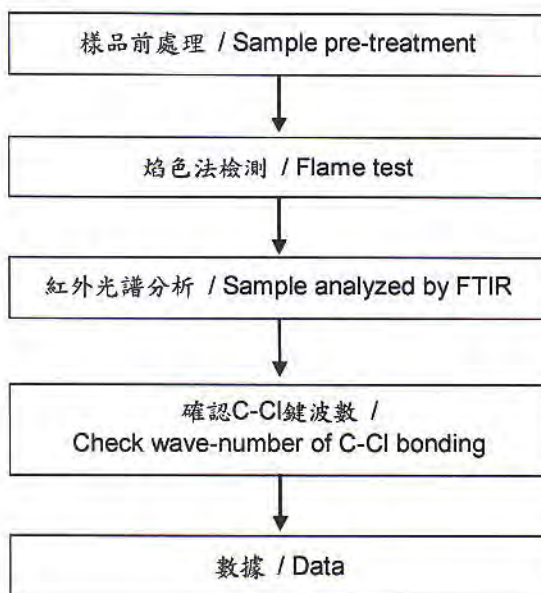 樣品前處理 / Sample pre-treatment
焰色法檢測 / Flame test
紅外光譜分析 / Sample analyzed by FTIR
確認C-Cl鍵波數 /
Check wave-number of C-Cl bonding
數據 / Data